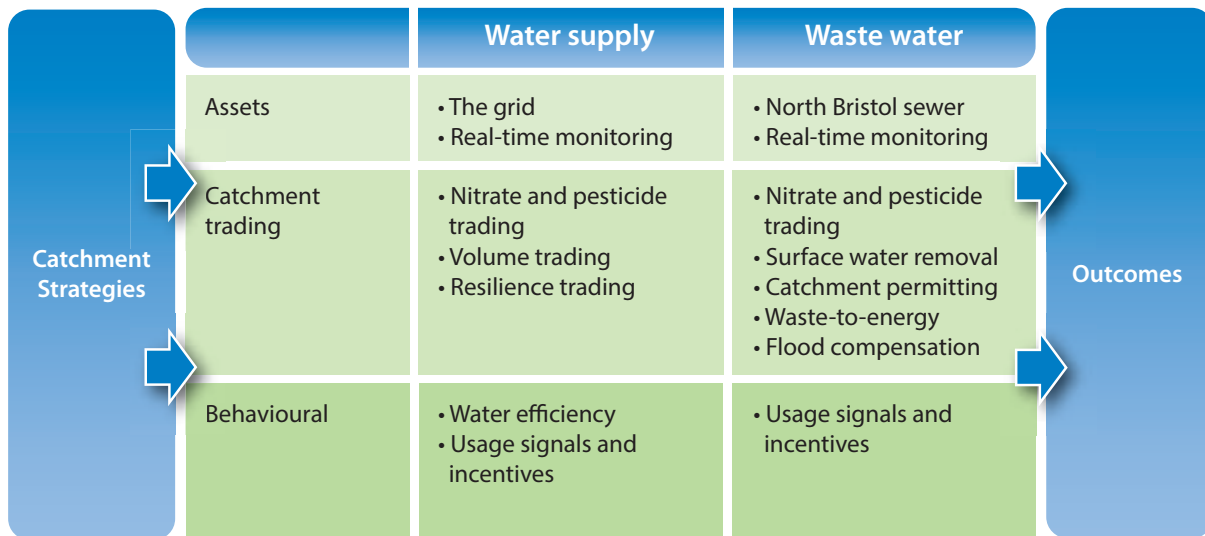 Catchment
Strategies
Water supply
Waste water
Assets
• The grid
• Real-time monitoring
• North Bristol sewer
• Real-time monitoring
Catchment
trading
• Nitrate and pesticide
trading
• Volume trading
• Resilience trading
• Nitrate and pesticide
trading
• Surface water removal
• Catchment permitting
• Waste-to-energy
• Flood compensation
Behavioural
• Water efficiency
• Usage signals and
incentives
• Usage signals and
incentives
Outcomes